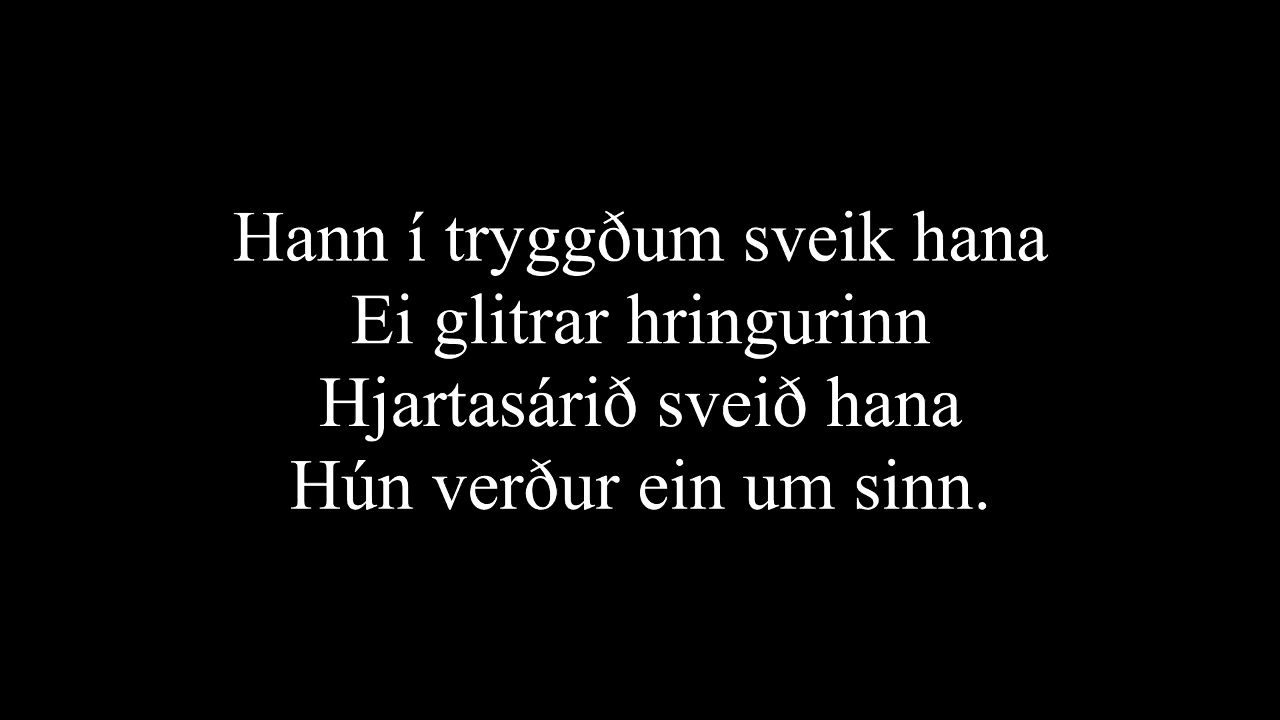 Hann í tryggðum sveik hana
Ei glitrar hringurinn
Hjartasárið sveið hana
Hún verður ein um sinn.